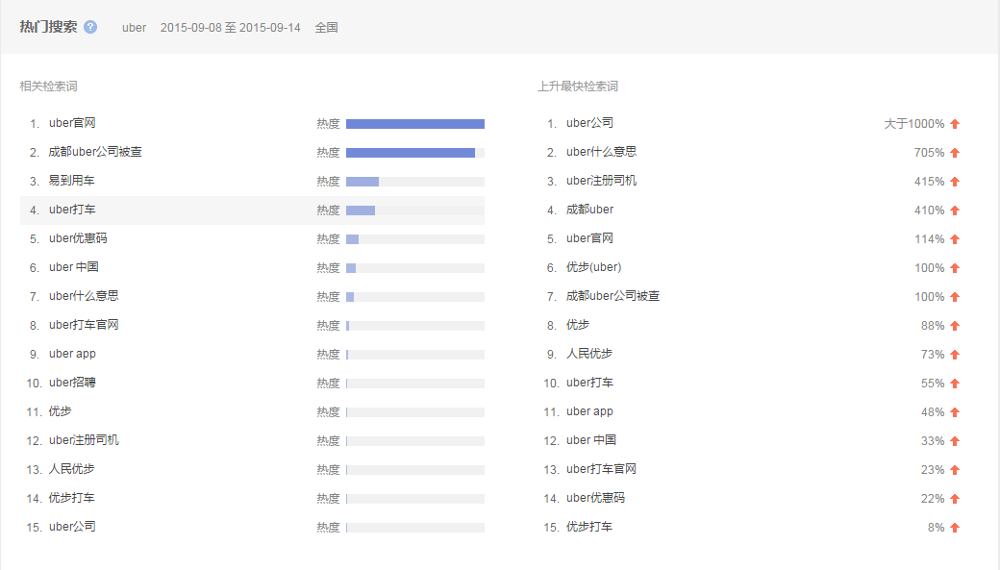 热门搜索 ? uber 2015-09-08 至 2015-09-14 全国
相关检索词
1. uber官网 热度
2. 成都uber公司被查 热度
3. 易到用车 热度
4. uber打车 热度
5. uber优惠码 热度
6. uber 中国 热度
7. uber什么意思 热度
8. uber打车官网 热度
9. uber app 热度
10. uber招聘 热度
11. 优步 热度
12. uber注册司机 热度
13. 人民优步 热度
14. 优步打车 热度
15. uber公司 热度
上升最快检索词
1. uber公司 大于1000%
2. uber什么意思 705%
3. uber注册司机 415%
4. 成都uber 410%
5. uber官网 114%
6. 优步(uber) 100%
7. 成都uber公司被查 100%
8. 优步 88%
9. 人民优步 73%
10. uber打车 55%
11. uber app 48%
12. uber 中国 33%
13. uber打车官网 23%
14. uber优惠码 22%
15. 优步打车 8%